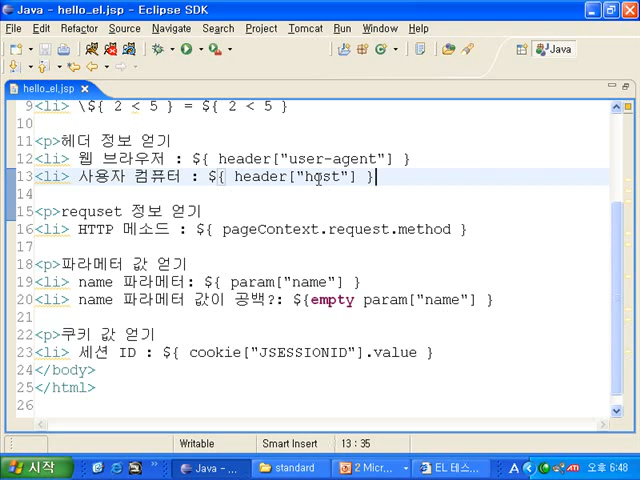 Java - hello_el.jsp - Eclipse SDK
File Edit Refactor Source Navigate Search Project Tomcat Run Window Help
Java
hello_el.jsp
9 <li> \${ 2 < 5 } = ${ 2 < 5 }
10
11 <p>헤더 정보 얻기
12 <li> 웹 브라우저 : ${ header["user-agent"] }
13 <li> 사용자 컴퓨터 : ${ header["host"] }
14
15 <p>requset 정보 얻기
16 <li> HTTP 메소드 : ${ pageContext.request.method }
17
18 <p>파라메터 값 얻기
19 <li> name 파라메터: ${ param["name"] }
20 <li> name 파라메터 값이 공백?: ${empty param["name"] }
21
22 <p>쿠키 값 얻기
23 <li> 세션 ID : ${ cookie["JSESSIONID"].value }
24 </body>
25 </html>
26
Writable Smart Insert 13 : 35
시작 Java - ... standard 2 Micr... EL 테스... A 오후 6:48